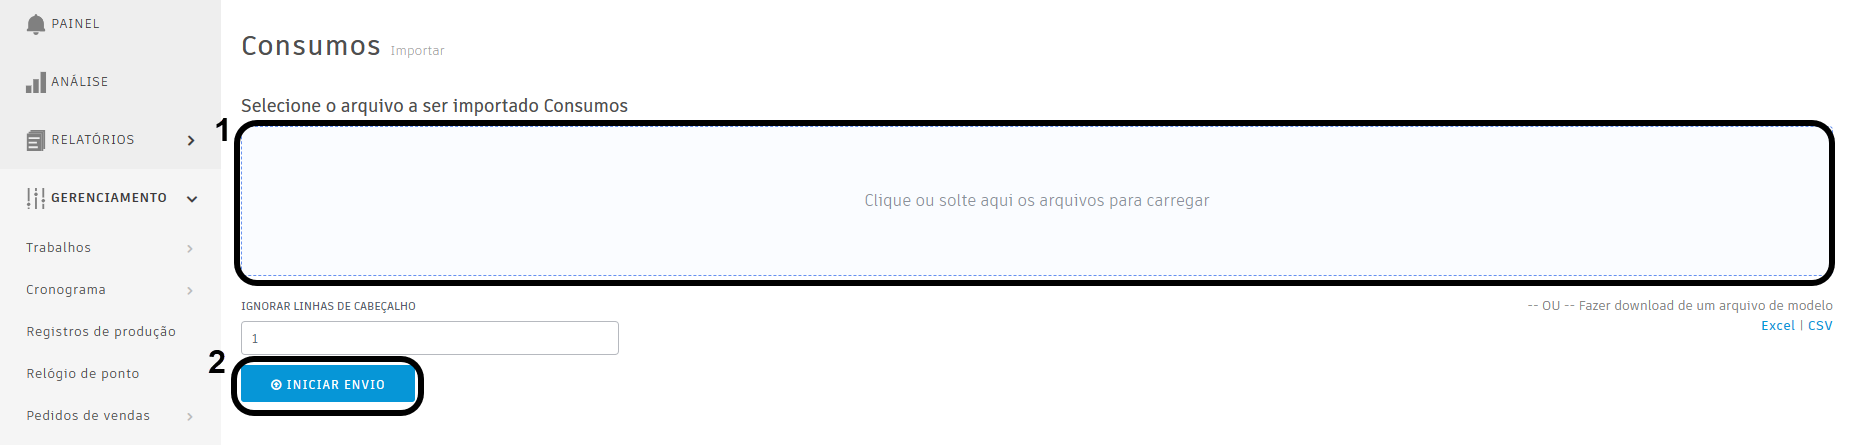 PAINEL
ANÁLISE
RELATÓRIOS
GERENCIAMENTO
Trabalhos
Cronograma
Registros de produção
Relógio de ponto
Pedidos de vendas
Consumos Importar
Selecione o arquivo a ser importado Consumos
1
Clique ou solte aqui os arquivos para carregar
IGNORAR LINHAS DE CABEÇALHO
1
-- OU -- Fazer download de um arquivo de modelo
Excel | CSV
2
INICIAR ENVIO